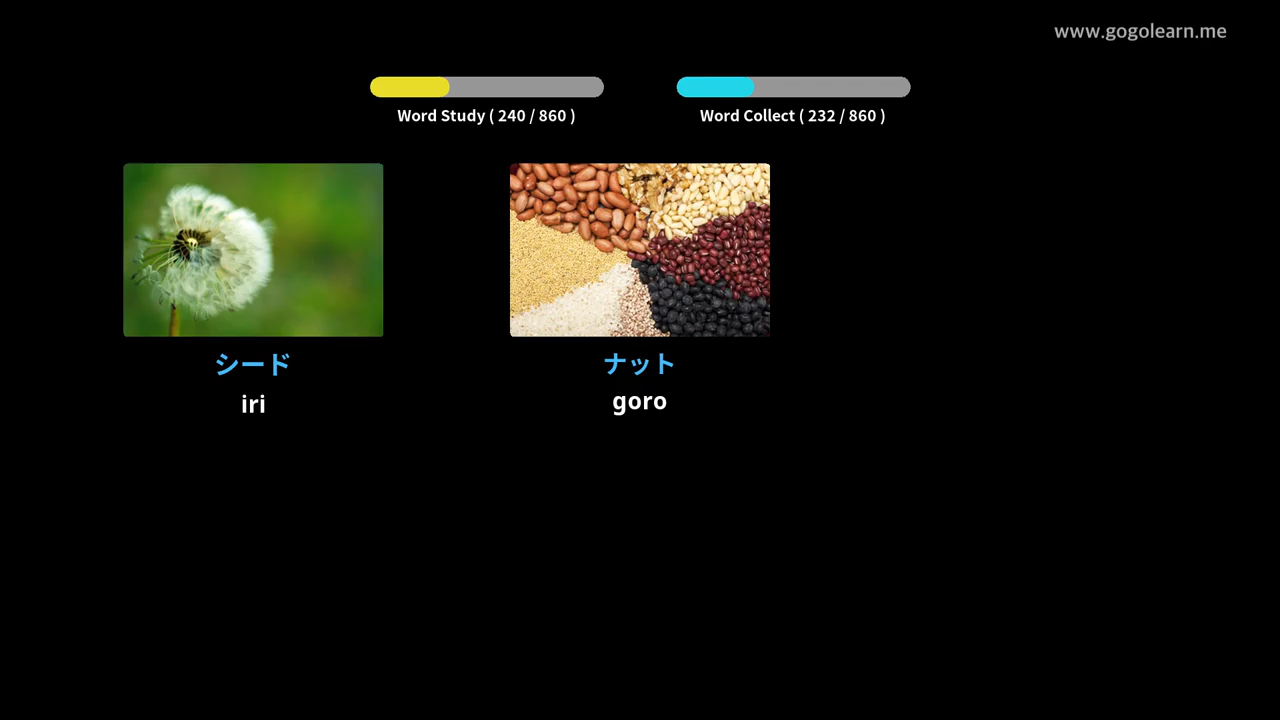 www.gogolearn.me
Word Study ( 240 / 860 )
Word Collect ( 232 / 860 )
シード
iri
ナット
goro